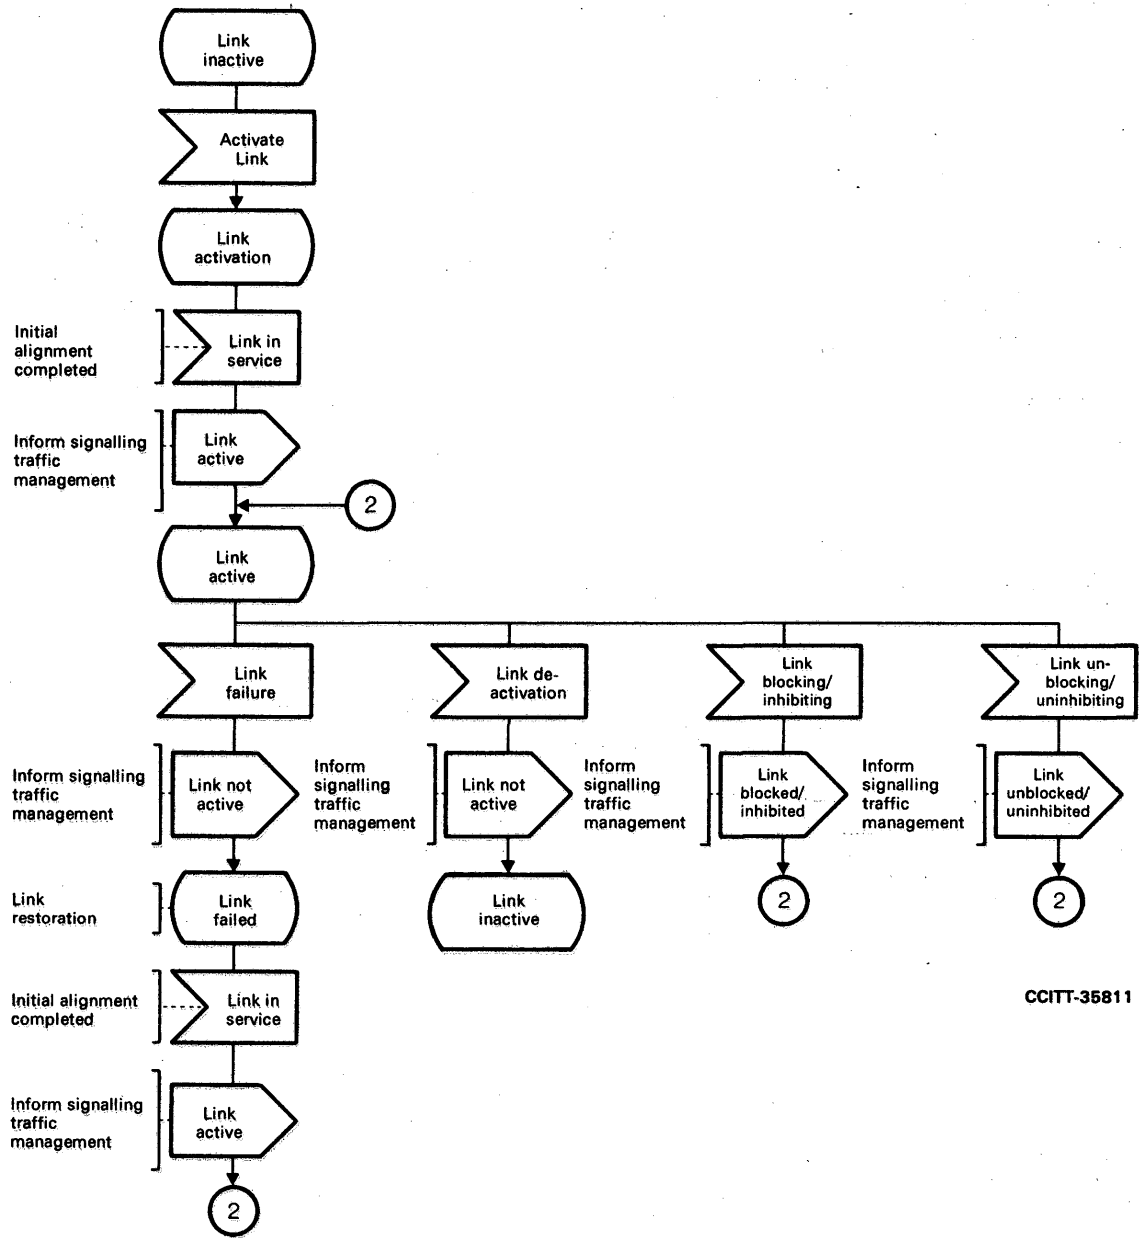 Link
inactive
Activate
Link
Link
activation
Initial
alignment
completed
Link in
service
Inform signalling
traffic
management
Link
active
2
Link
active
Link
failure
Link de-
activation
Link
blocking/
inhibiting
Link un-
blocking/
uninhibiting
Inform signalling
traffic
management
Link not
active
Inform
signalling
traffic
management
Link not
active
Inform
signalling
traffic
management
Link
blocked/
inhibited
Inform
signalling
traffic
management
Link
unblocked/
uninhibited
Link
restoration
Link
failed
Link
inactive
2
2
Initial alignment
completed
Link in
service
CCITT-35811
Inform signalling
traffic
management
Link
active
2